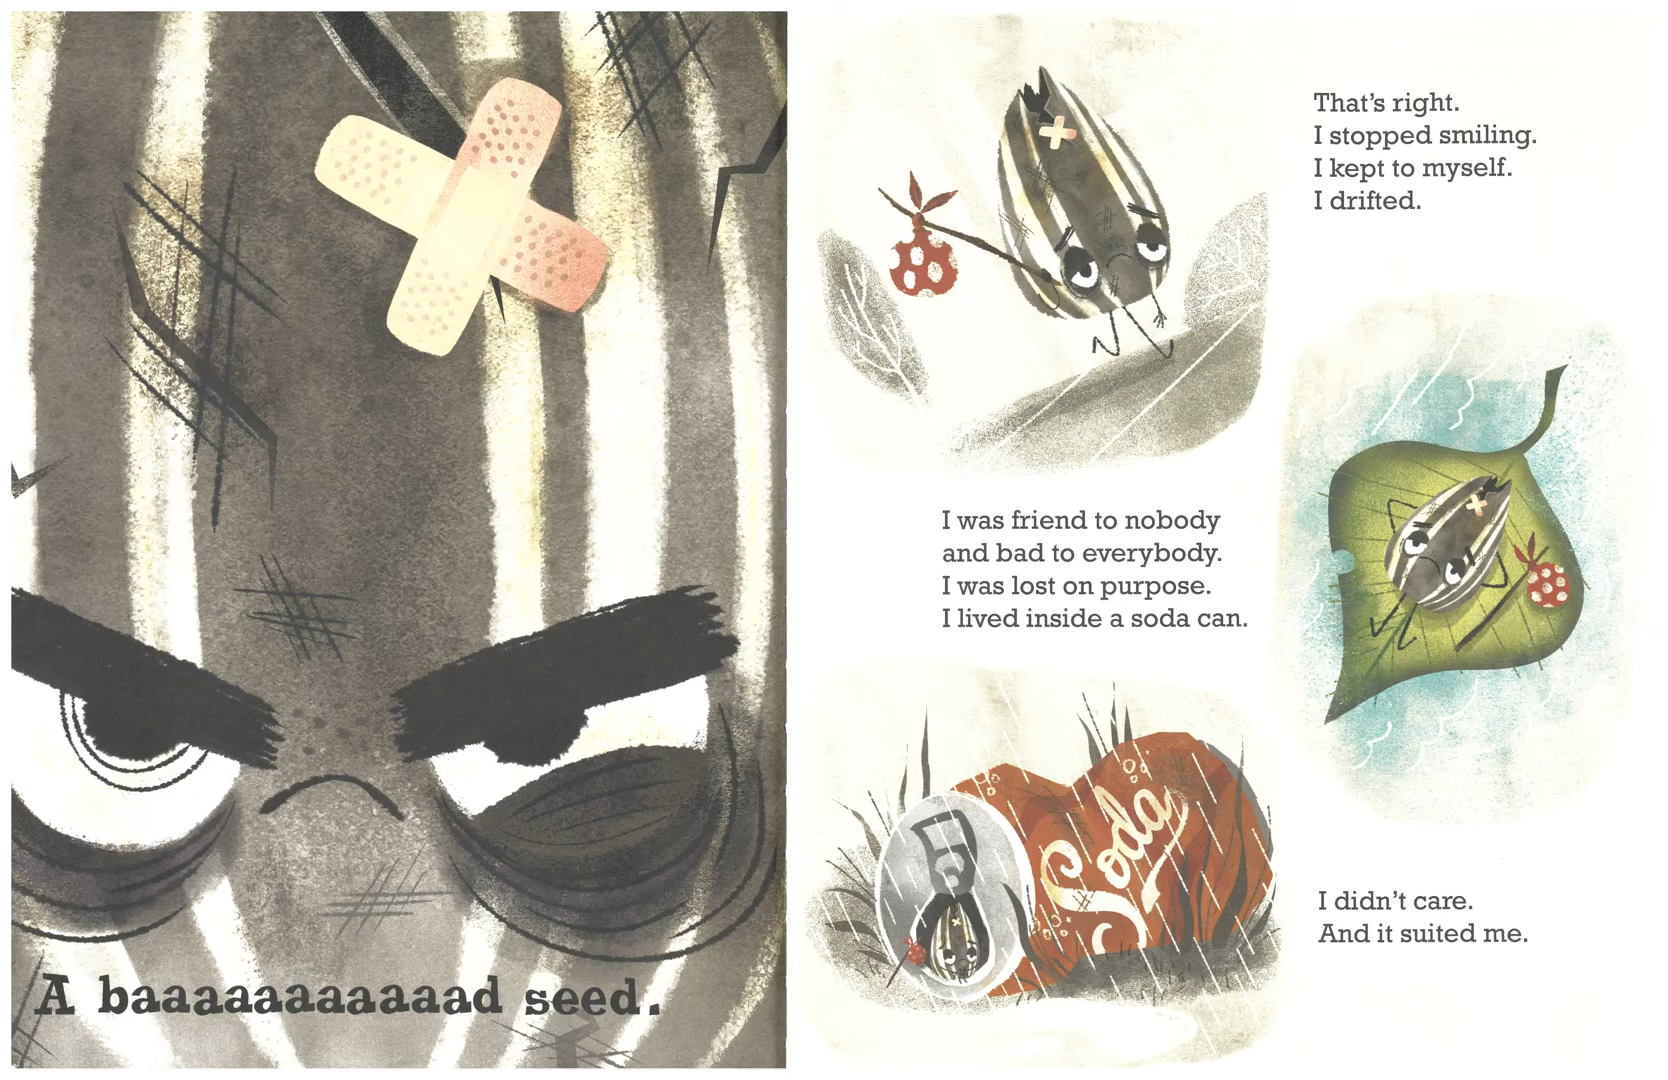 A baaaaaaaaaaaad seed.
That's right.
I stopped smiling.
I kept to myself.
I drifted.
I was friend to nobody
and bad to everybody.
I was lost on purpose.
I lived inside a soda can.
Soda
I didn't care.
And it suited me.